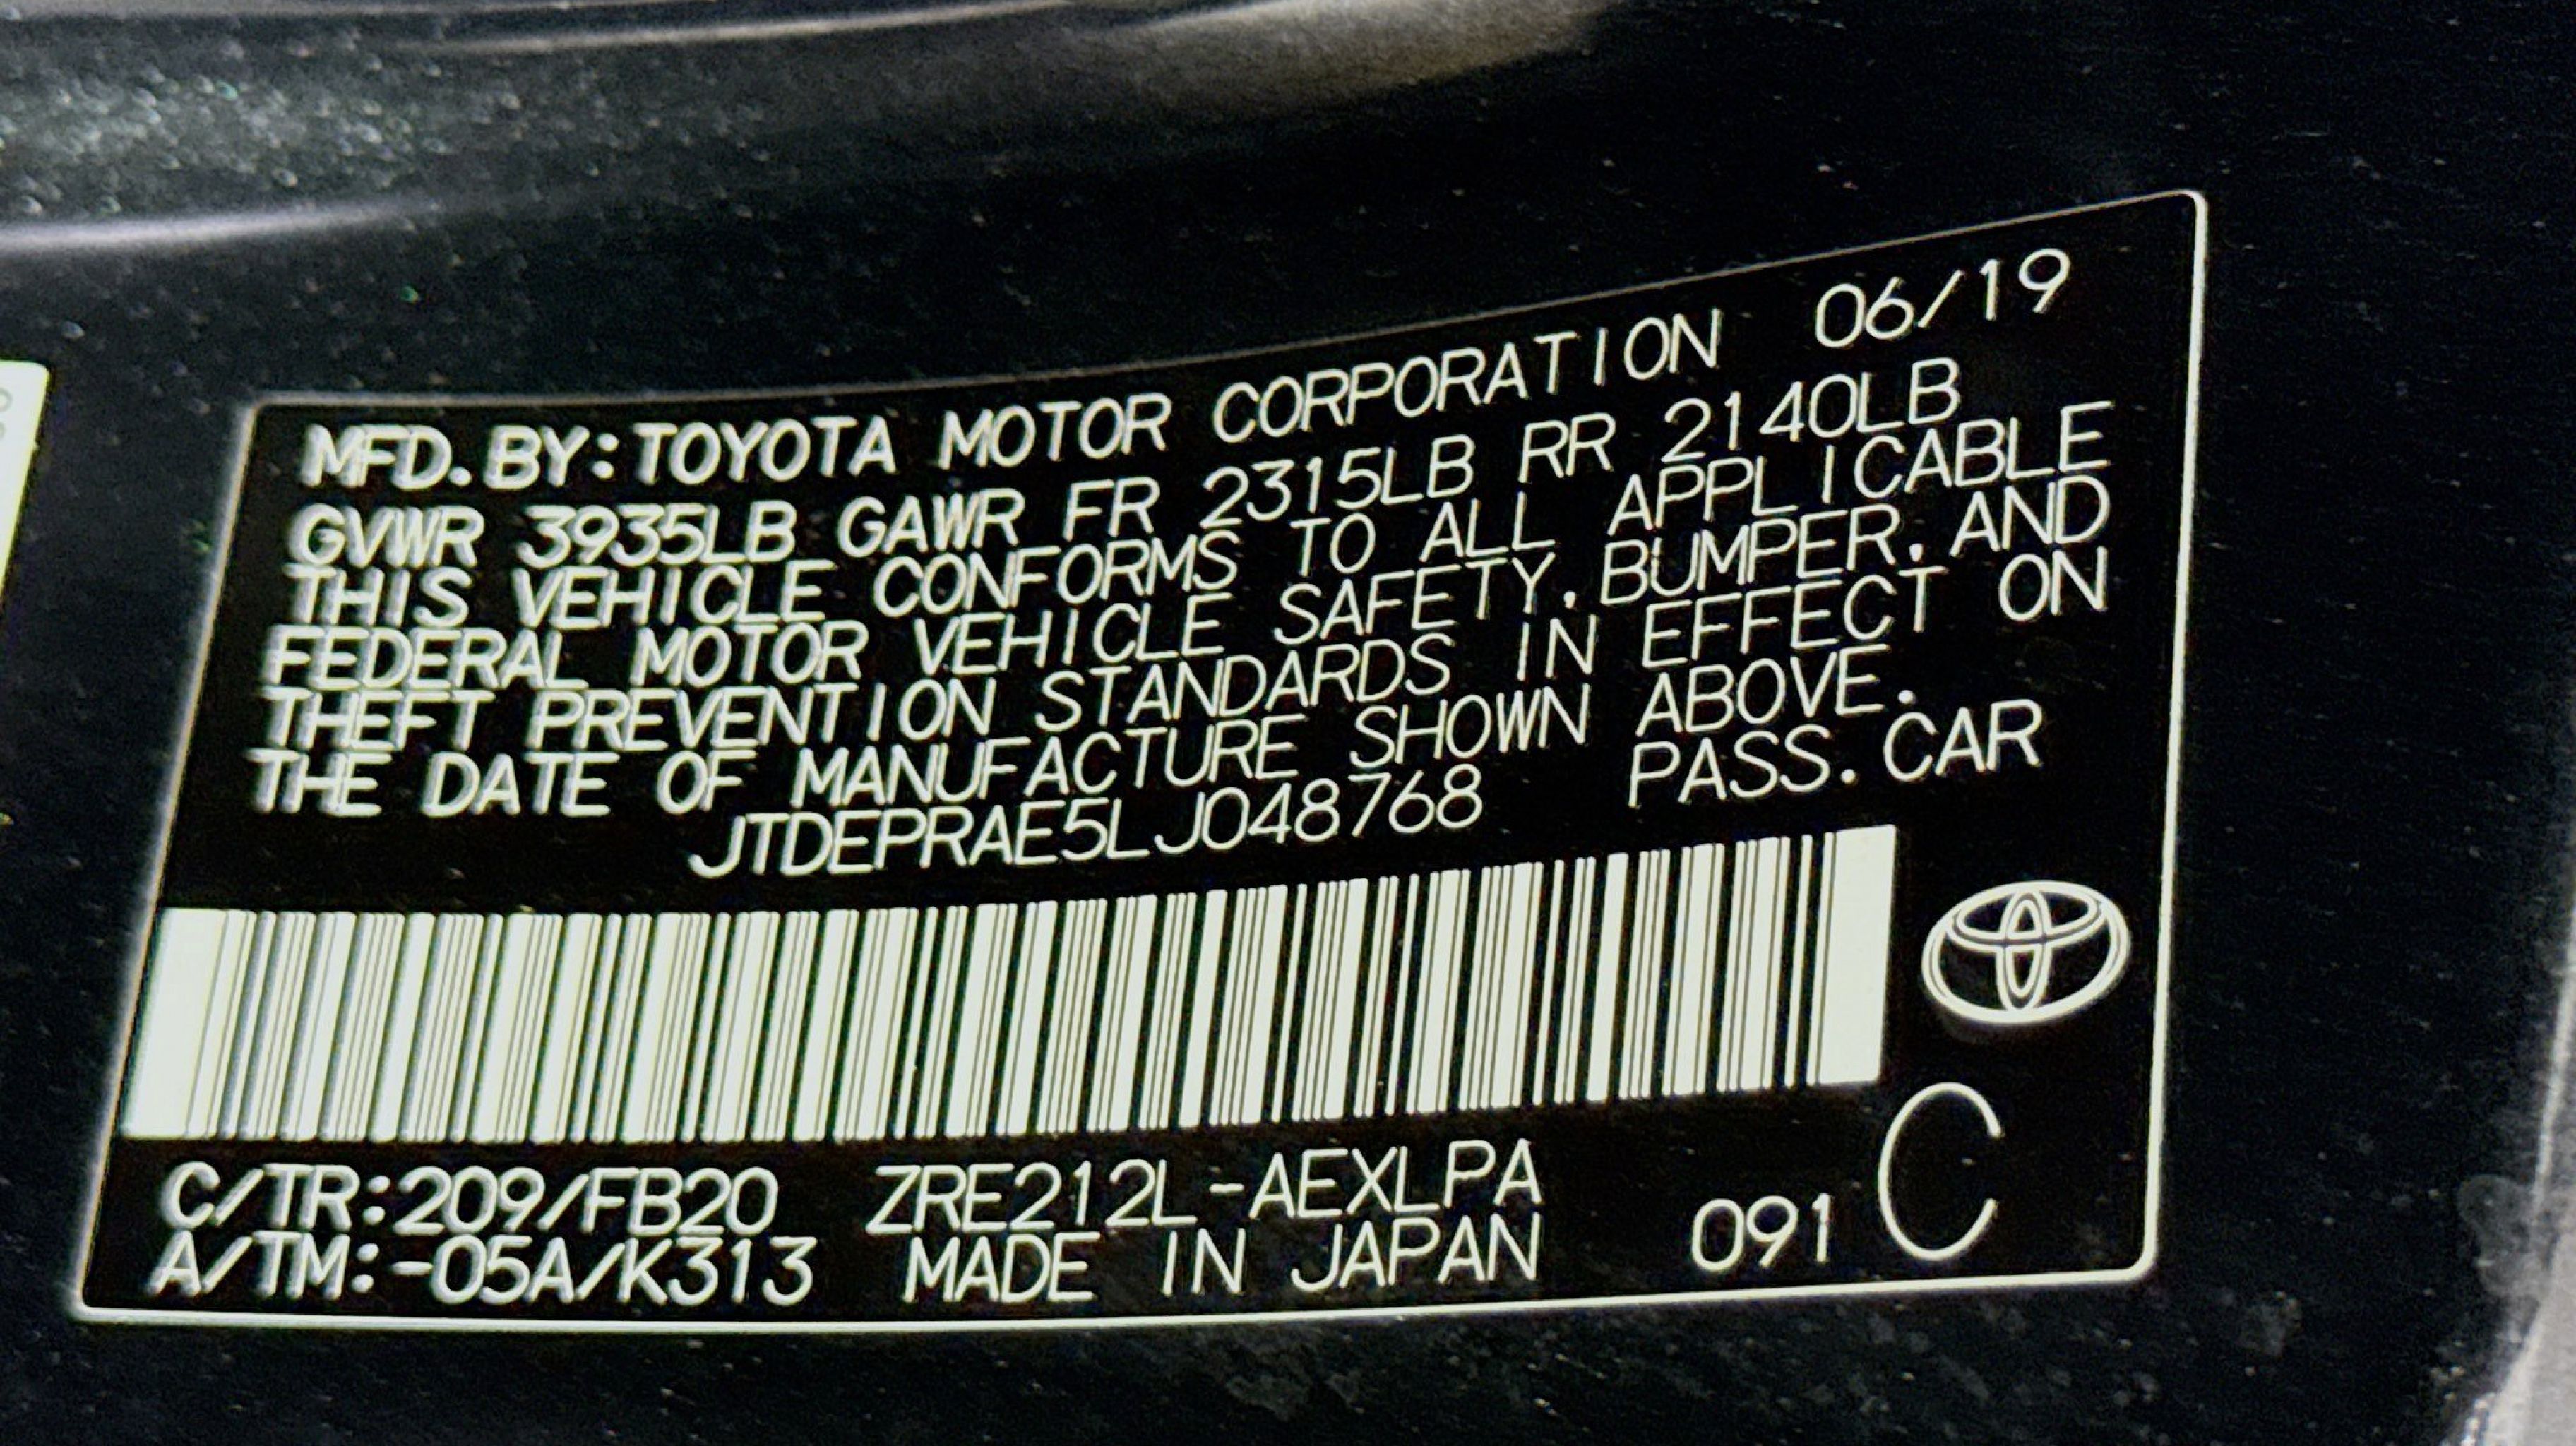 MFD.BY:TOYOTA MOTOR CORPORATION 06/19
GVWR 3935LB GAWR FR 2315LB RR 2140LB
THIS VEHICLE CONFORMS TO ALL APPLICABLE
FEDERAL MOTOR VEHICLE SAFETY,BUMPER,AND
THEFT PREVENTION STANDARDS IN EFFECT ON
THE DATE OF MANUFACTURE SHOWN ABOVE.
JTDEPRAE5LJ048768 PASS.CAR
C/TR:209/FB20 ZRE212L-AEXLPA
A/TM:-05A/K313 MADE IN JAPAN 091 C